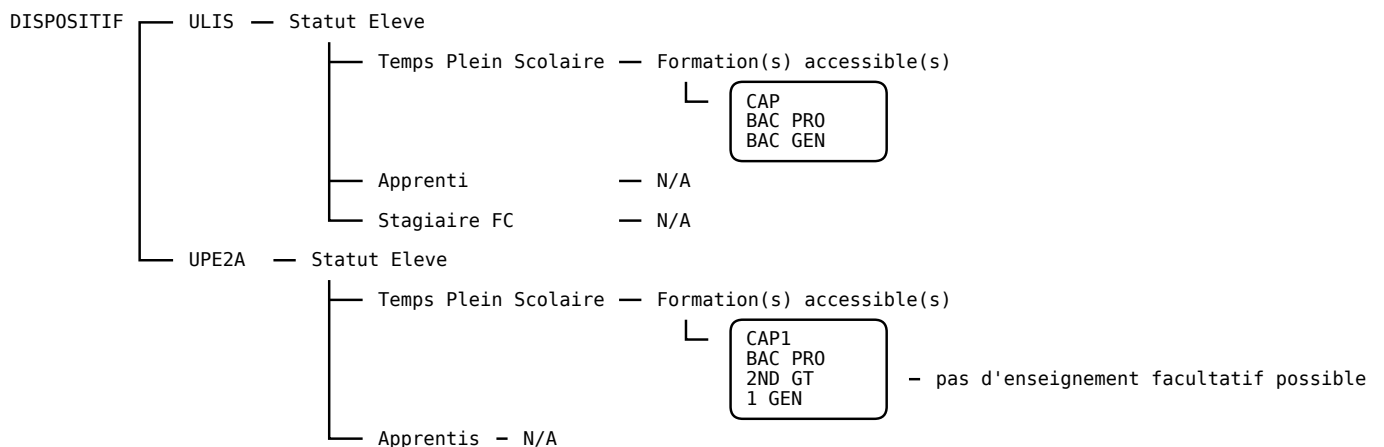 DISPOSITIF ULIS Statut Eleve
Temps Plein Scolaire Formation(s) accessible(s)
CAP
BAC PRO
BAC GEN
Apprenti N/A
Stagiaire FC N/A
UPE2A Statut Eleve
Temps Plein Scolaire Formation(s) accessible(s)
CAP1
BAC PRO
2ND GT - pas d'enseignement facultatif possible
1 GEN
Apprentis - N/A